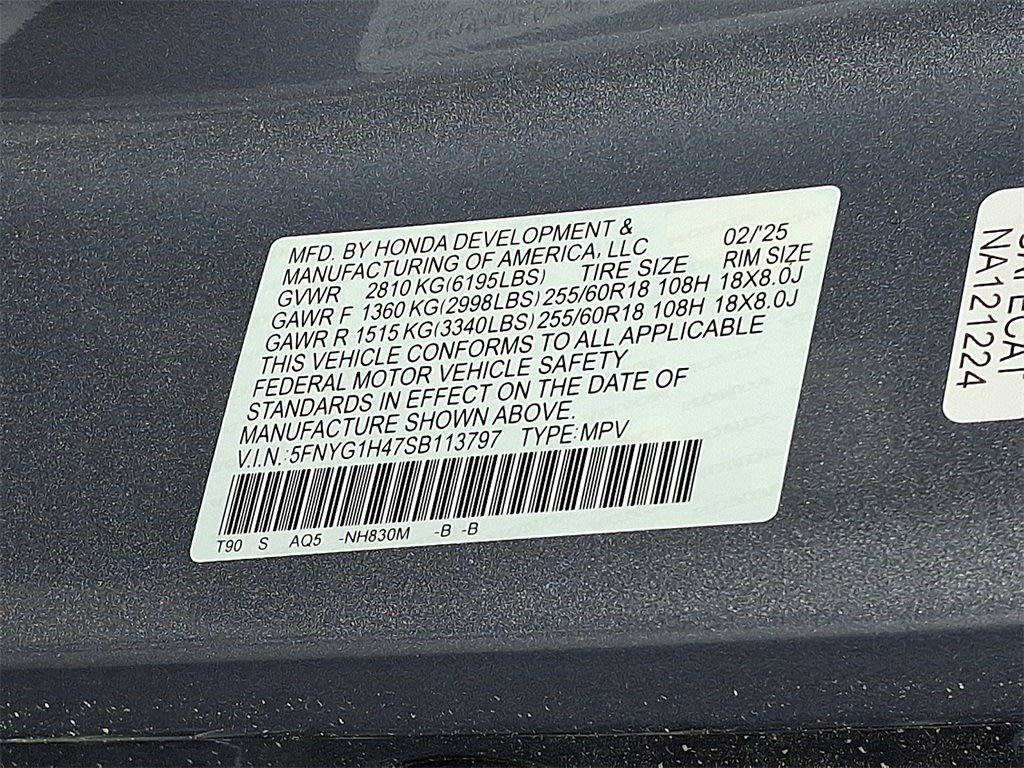 MFD. BY HONDA DEVELOPMENT &
MANUFACTURING OF AMERICA, LLC 02/'25
GVWR 2810 KG(6195LBS) TIRE SIZE RIM SIZE
GAWR F 1360 KG(2998LBS) 255/60R18 108H 18X8.0J
GAWR R 1515 KG(3340LBS) 255/60R18 108H 18X8.0J
THIS VEHICLE CONFORMS TO ALL APPLICABLE
FEDERAL MOTOR VEHICLE SAFETY
STANDARDS IN EFFECT ON THE DATE OF
MANUFACTURE SHOWN ABOVE.
V.I.N.:5FNYG1H47SB113797 TYPE:MPV
T90 S AQ5 -NH830M -B -B
NA121224